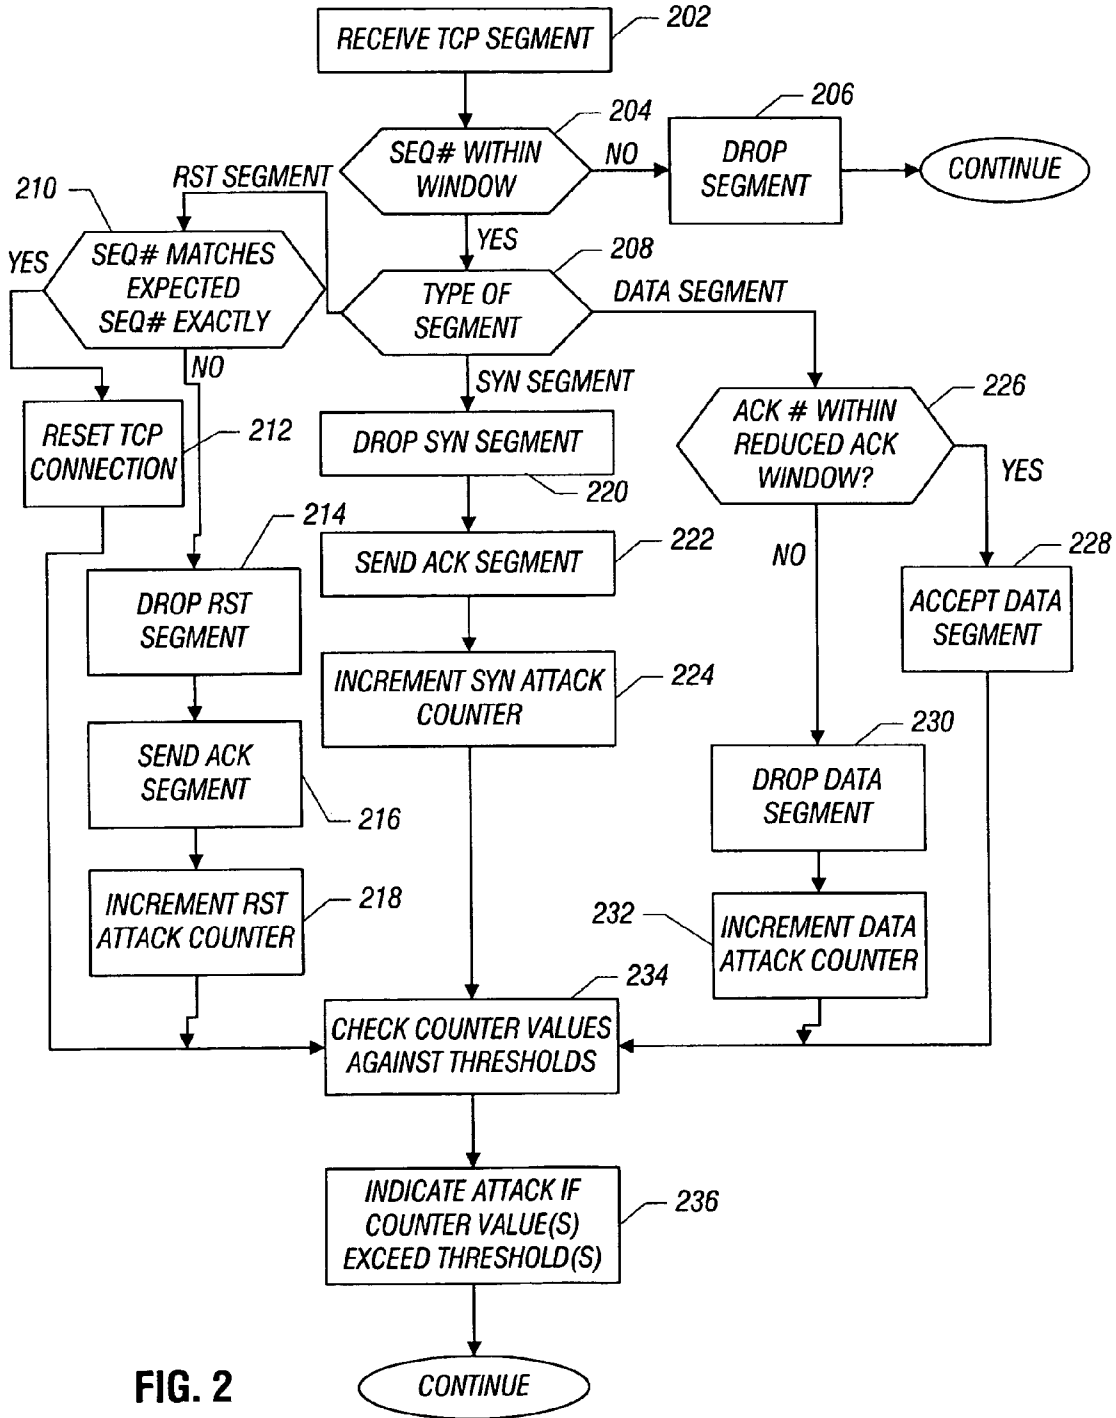 RECEIVE TCP SEGMENT
202
204
SEQ# WITHIN
WINDOW
NO
206
DROP
SEGMENT
CONTINUE
YES
RST SEGMENT
210
SEQ# MATCHES
EXPECTED
SEQ# EXACTLY
YES
NO
208
TYPE OF
SEGMENT
DATA SEGMENT
SYN SEGMENT
RESET TCP
CONNECTION
212
214
DROP RST
SEGMENT
SEND ACK
SEGMENT
216
INCREMENT RST
ATTACK COUNTER
218
DROP SYN SEGMENT
220
SEND ACK SEGMENT
222
INCREMENT SYN ATTACK
COUNTER
224
226
ACK # WITHIN
REDUCED ACK
WINDOW?
YES
NO
228
ACCEPT DATA
SEGMENT
230
DROP DATA
SEGMENT
232
INCREMENT DATA
ATTACK COUNTER
234
CHECK COUNTER VALUES
AGAINST THRESHOLDS
INDICATE ATTACK IF
COUNTER VALUE(S)
EXCEED THRESHOLD(S)
236
CONTINUE
FIG. 2